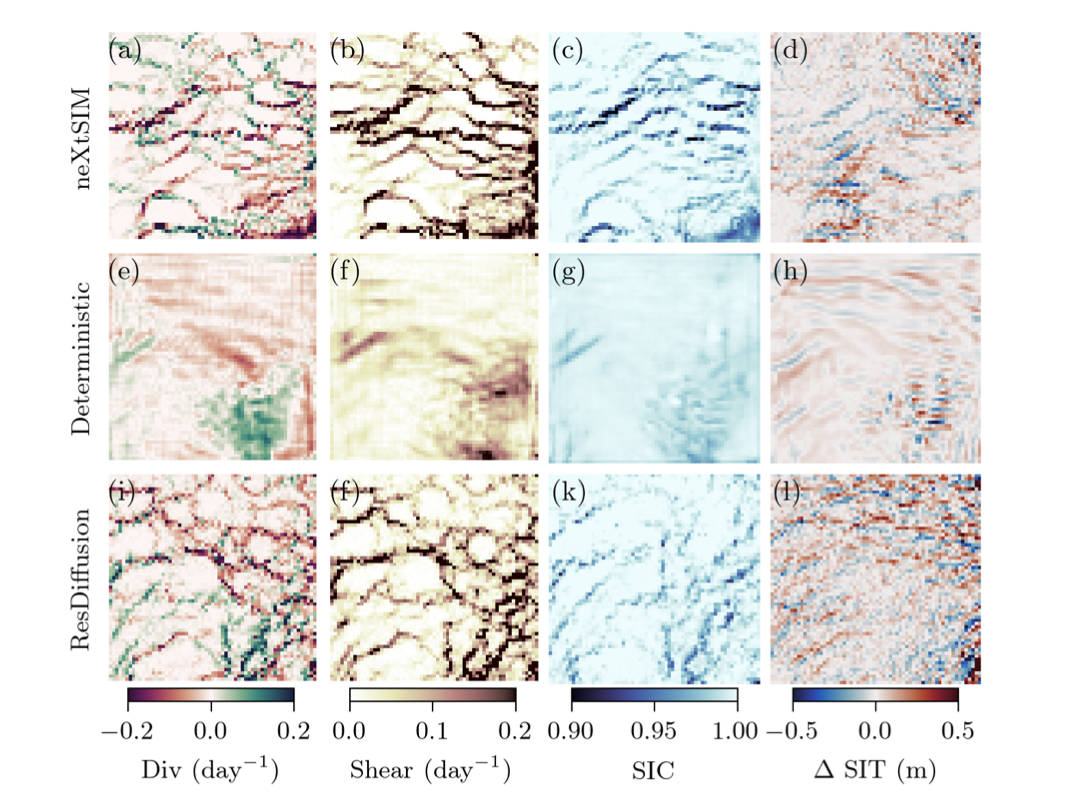 (a) (b) (c) (d)
neXtSIM
(e) (f) (g) (h)
Deterministic
(i) (f) (k) (l)
ResDiffusion
−0.2 0.0 0.2 0.0 0.1 0.2 0.90 0.95 1.00 −0.5 0.0 0.5
Div (day⁻¹) Shear (day⁻¹) SIC Δ SIT (m)